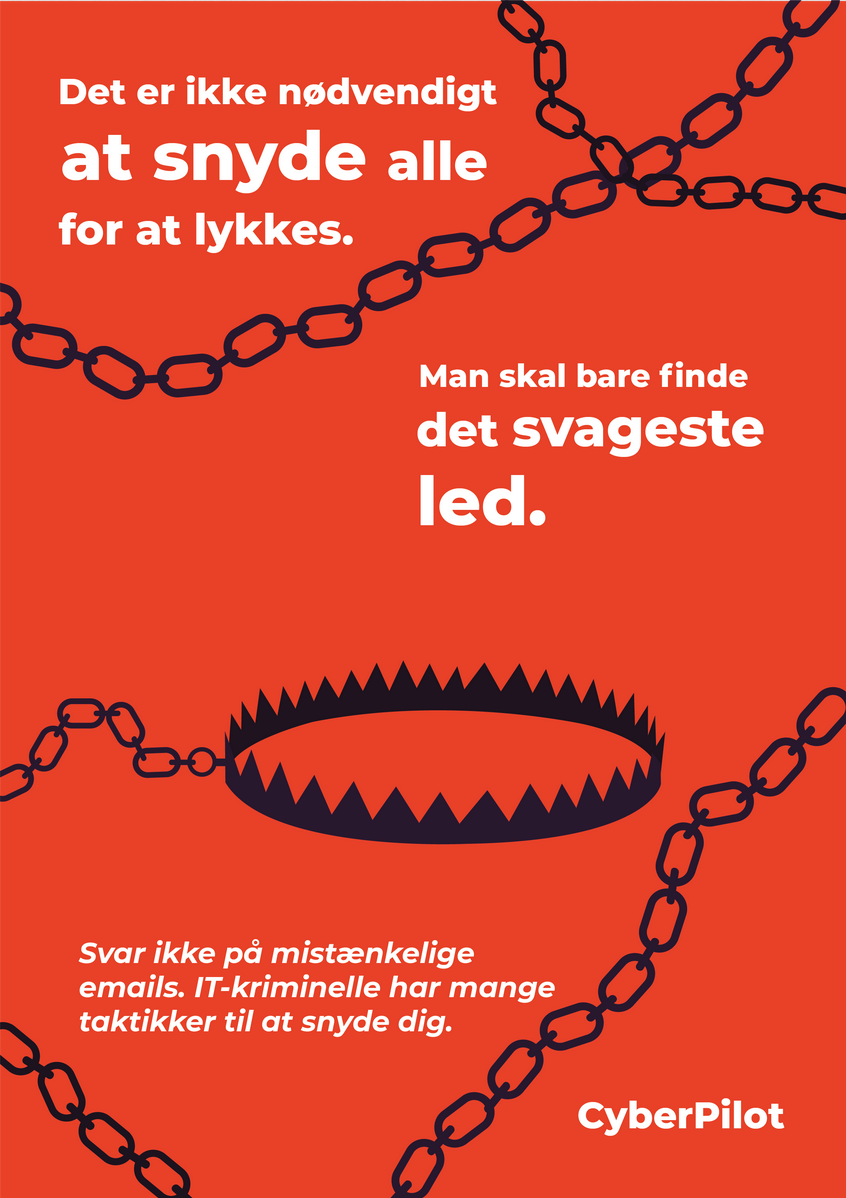 Det er ikke nødvendigt
at snyde alle
for at lykkes.
Man skal bare finde
det svageste
led.
Svar ikke på mistænkelige
emails. IT-kriminelle har mange
taktikker til at snyde dig.
CyberPilot